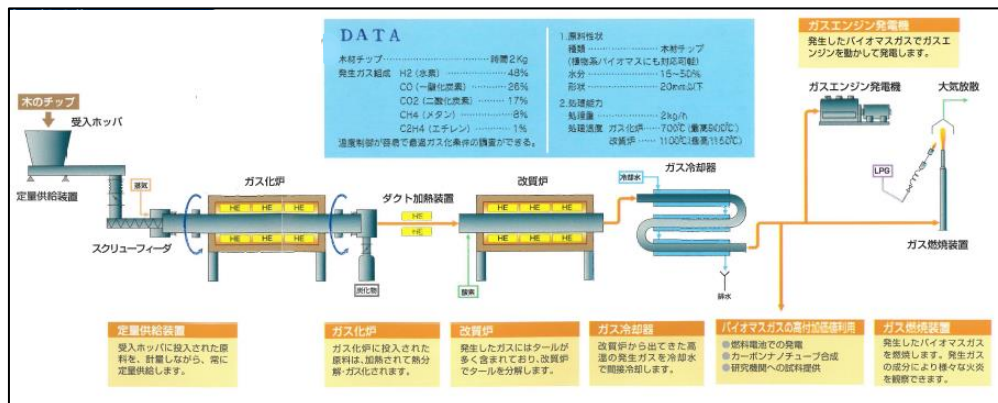 DATA
木材チップ 時間2Kg
発生ガス組成 H2(水素) 48%
CO(一酸化炭素) 26%
CO2(二酸化炭素) 17%
CH4(メタン) 8%
C2H4(エチレン) 1%
温度制御が容易で最適ガス化条件の調査ができる。
1.原料性状
種類 木材チップ
(植物系バイオマスにも対応可能)
水分 15~50%
形状 20mm以下
2.処理能力
処理量 2kg/h
処理温度 ガス化炉 700℃(最高900℃)
改質炉 1100℃(最高1150℃)
ガスエンジン発電機
発生したバイオマスガスでガスエ
ンジンを動かして発電します。
ガスエンジン発電機
大気放散
木のチップ
受入ホッパ
定量供給装置
蒸気
スクリューフィーダ
ガス化炉
HE HE HE
HE HE HE
炭化物
ダクト加熱装置
HE
HE
改質炉
HE HE HE
HE HE HE
酸素
ガス冷却器
冷却水
排水
LPG
ガス燃焼装置
定量供給装置
受入ホッパに投入された原
料を、計量しながら、常に
定量供給します。
ガス化炉
ガス化炉に投入された
原料は、加熱されて熱分
解・ガス化されます。
改質炉
発生したガスにはタールが
多く含まれており、改質炉
でタールを分解します。
ガス冷却器
改質炉から出てきた高
温の発生ガスを冷却水
で間接冷却します。
バイオマスガスの高付加価値利用
●燃料電池での発電
●カーボンナノチューブ合成
●研究機関への試料提供
ガス燃焼装置
発生したバイオマスガスを
燃焼します。発生ガス
の成分により様々な火炎
を観察できます。